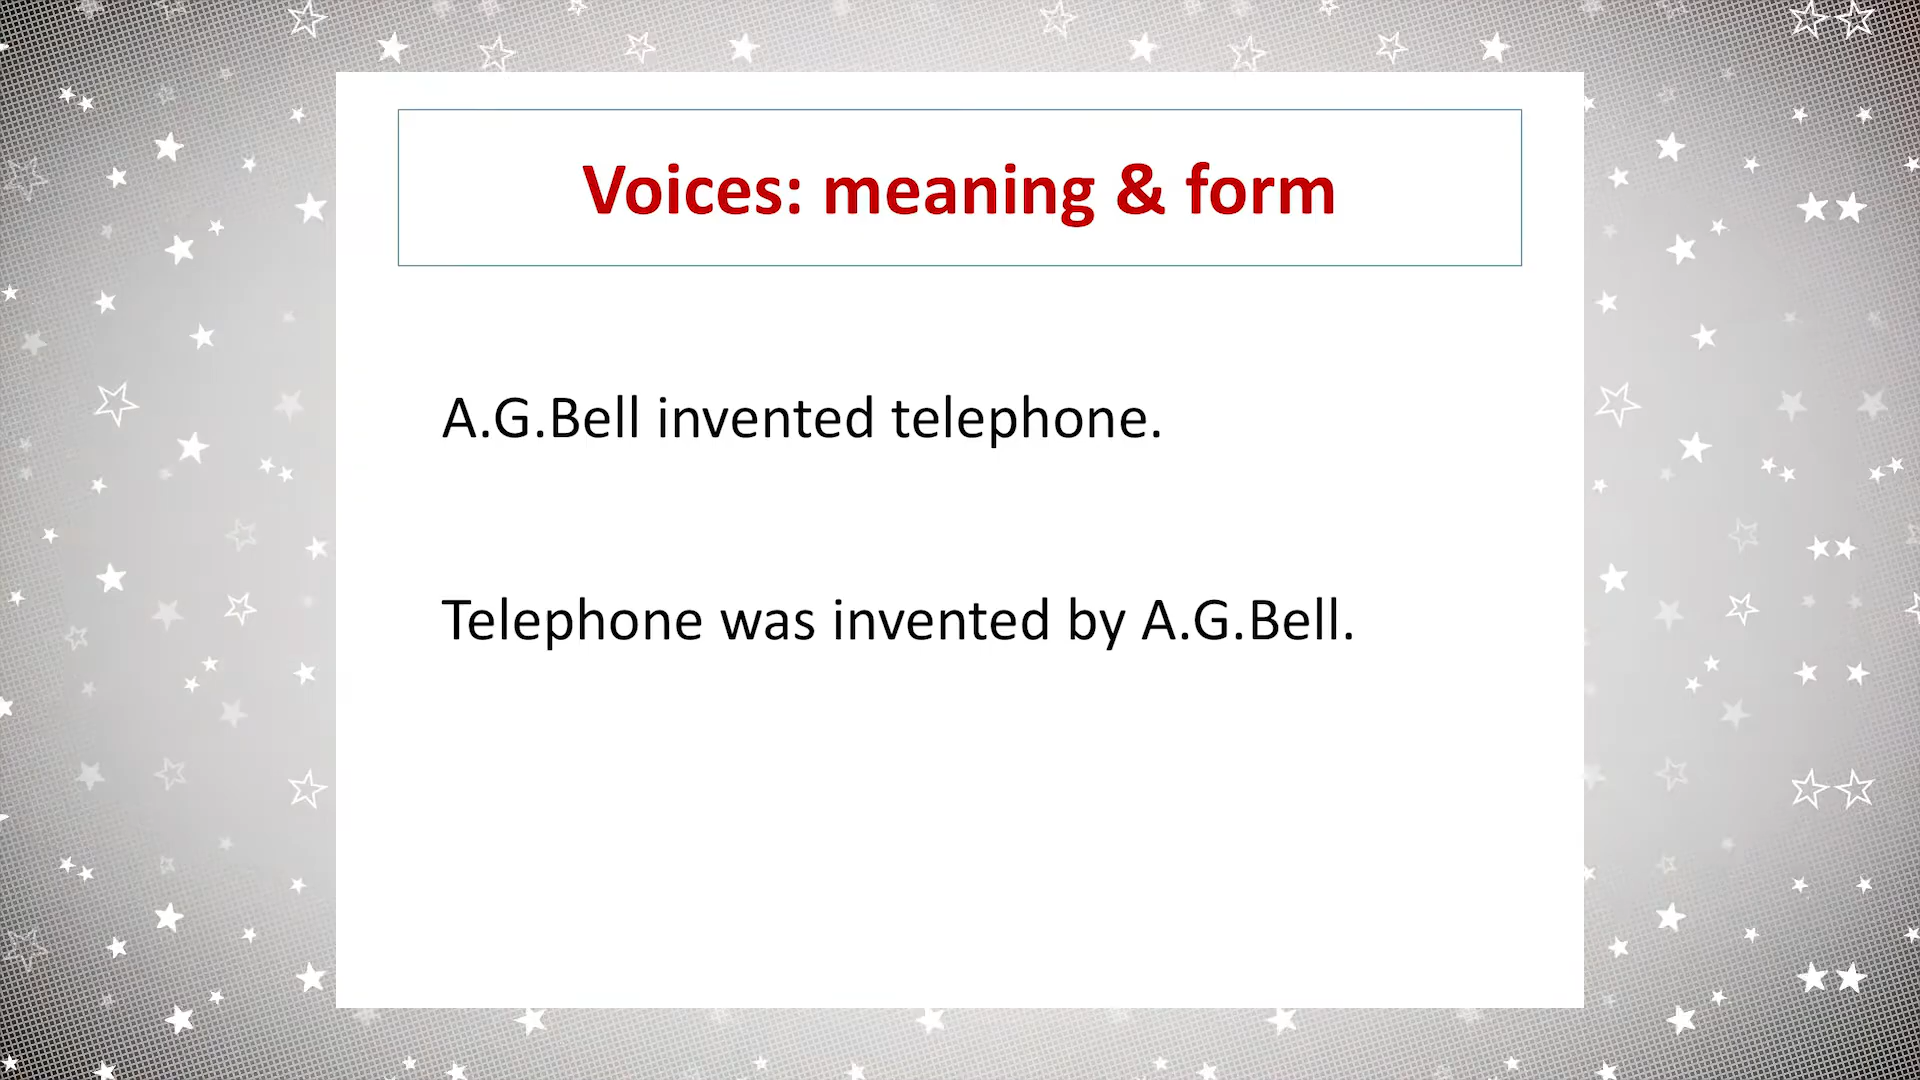 Voices: meaning & form
A.G.Bell invented telephone.
Telephone was invented by A.G.Bell.